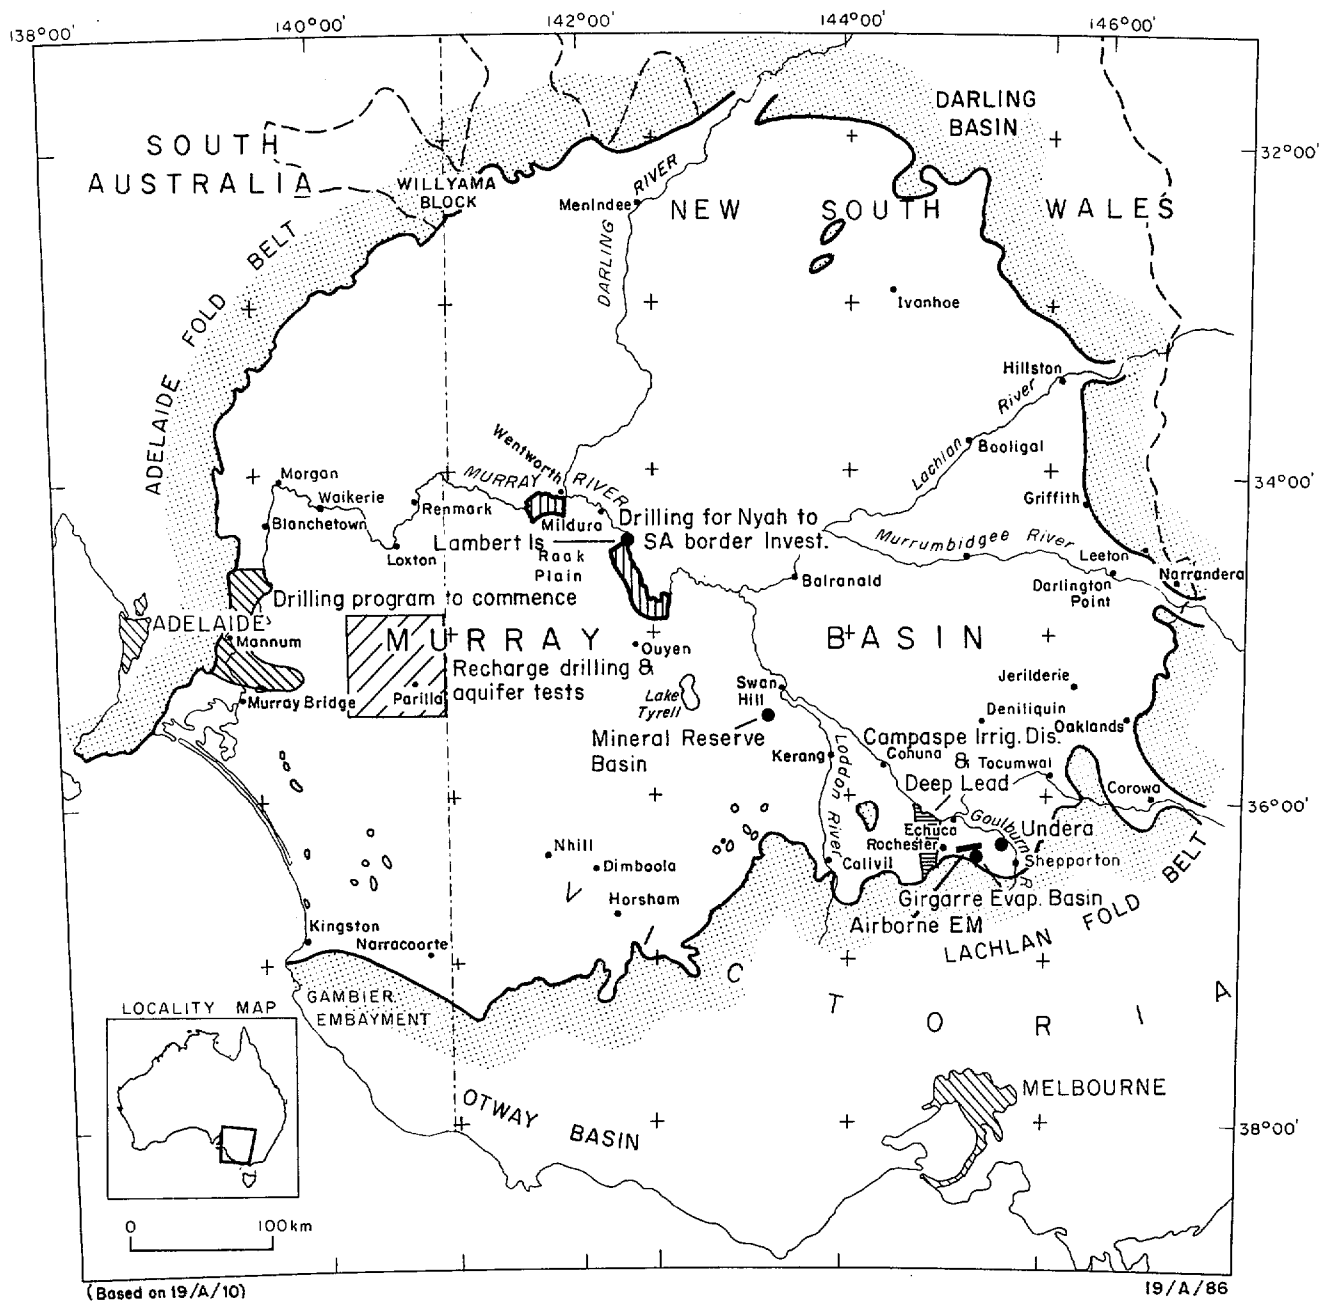 138°00'
140°00'
142°00'
144°00'
146°00'
SOUTH
AUSTRALIA
WILLYAMA
BLOCK
DARLING
BASIN
32°00'
NEW SOUTH WALES
Menindee
DARLING RIVER
ADELAIDE FOLD BELT
Ivanhoe
Hillston
Lachlan River
Booligal
Griffith
34°00'
Wentworth
MURRAY RIVER
Morgan
Waikerie
Renmark
Blanchetown
Loxton
Mildura
Drilling for Nyah to
SA border Invest.
Lambert Is
Raak
Plain
Murrumbidgee River
Leeton
Narrandera
Darlington
Point
Balranald
Drilling program to commence
ADELAIDE
Mannum
MURRAY BASIN
Ouyen
Recharge drilling &
aquifer tests
Parilla
Murray Bridge
Lake
Tyrell
Swan
Hill
Jerilderie
Denitiquin
Oaklands
Mineral Reserve
Basin
Kerang
Loddon River
Cohuna
Campaspe Irrig. Dis.
&
Deep Lead
Tocumwal
Corowa
36°00'
Echuca
Goulburn R
Undera
Rochester
Shepparton
Calivil
Nhill
Dimboola
Horsham
Girgarre Evap. Basin
Airborne EM
LACHLAN FOLD BELT
Kingston
Narracoorte
V I C T O R I A
GAMBIER
EMBAYMENT
LOCALITY MAP
OTWAY BASIN
MELBOURNE
38°00'
0 100km
(Based on 19/A/10)
19/A/86